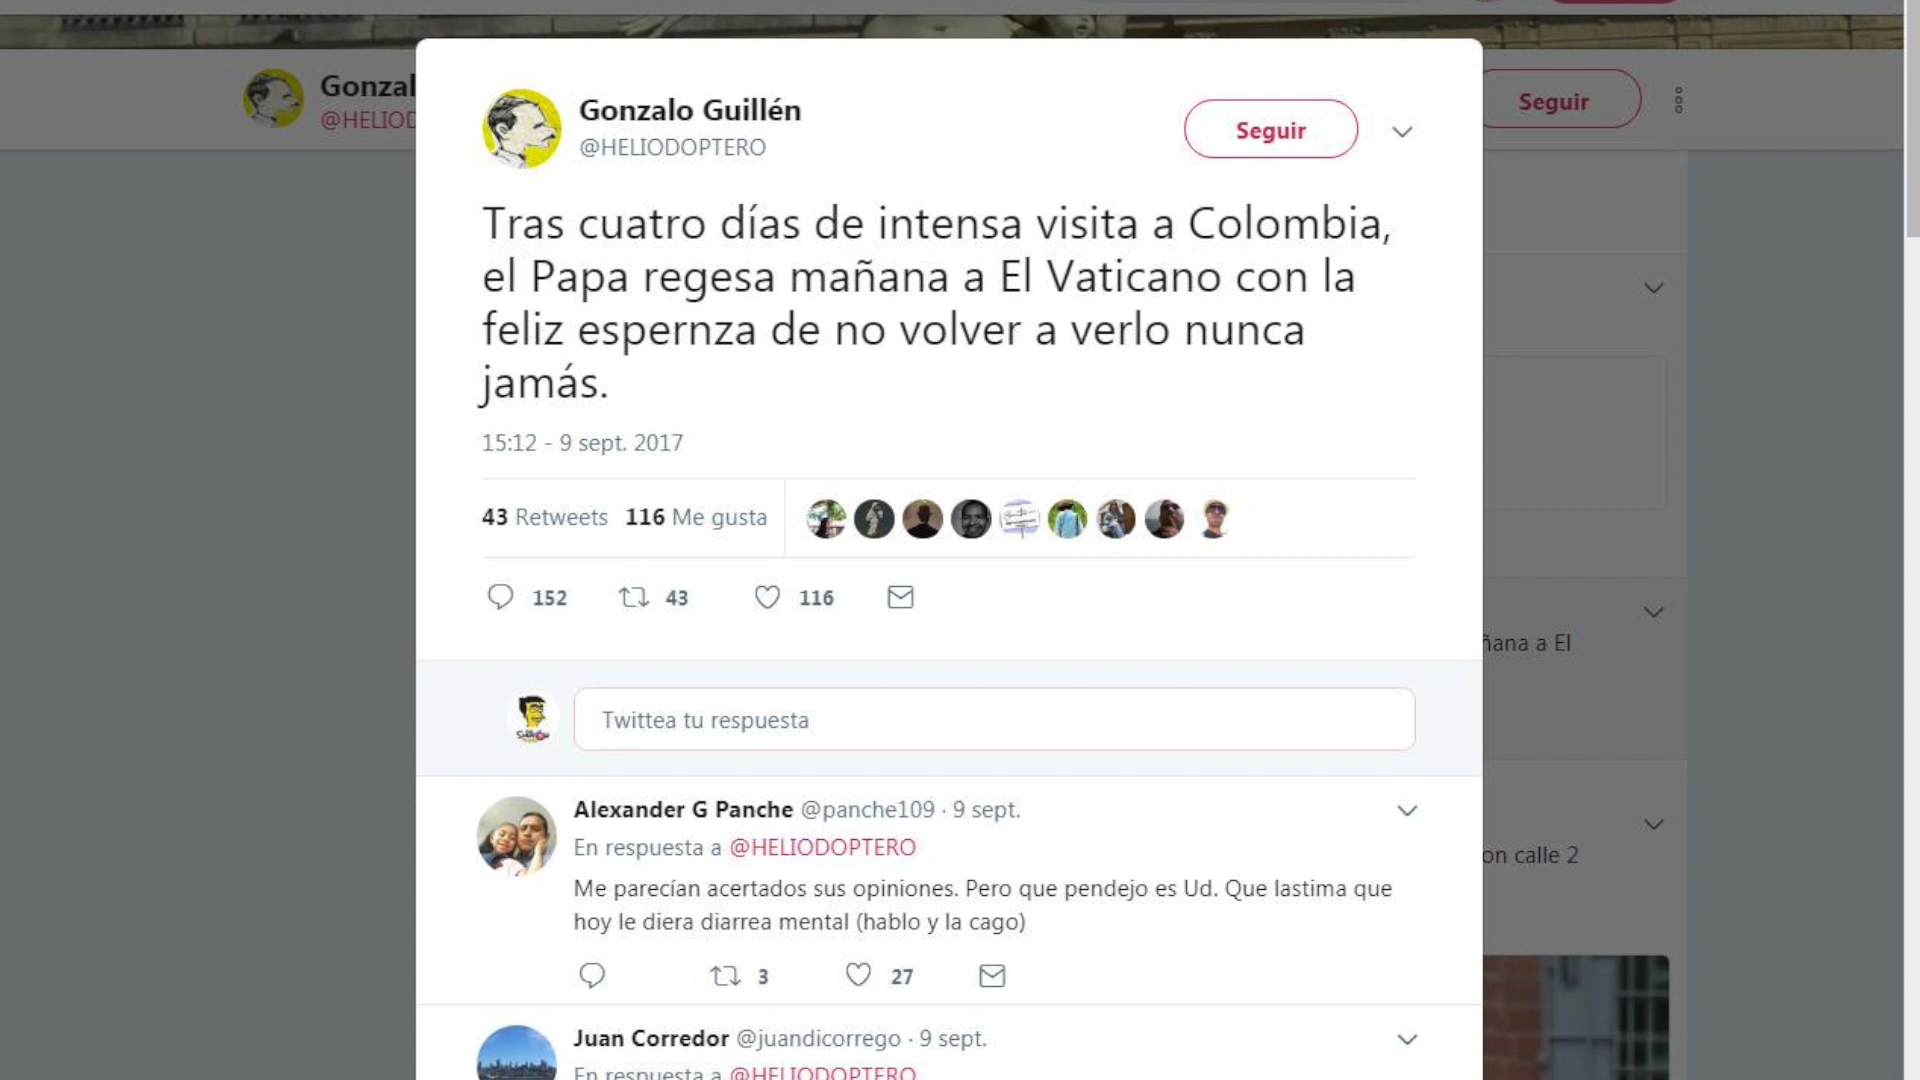 Gonzal
@HELIOD
Seguir
Gonzalo Guillén
@HELIODOPTERO
Seguir
Tras cuatro días de intensa visita a Colombia,
el Papa regesa mañana a El Vaticano con la
feliz espernza de no volver a verlo nunca
jamás.
15:12 - 9 sept. 2017
43 Retweets 116 Me gusta
152 43 116
ñana a El
Twittea tu respuesta
Alexander G Panche @panche109 · 9 sept.
En respuesta a @HELIODOPTERO
on calle 2
Me parecían acertados sus opiniones. Pero que pendejo es Ud. Que lastima que
hoy le diera diarrea mental (hablo y la cago)
3 27
Juan Corredor @juandicorrego · 9 sept.
En respuesta a @HELIODOPTERO